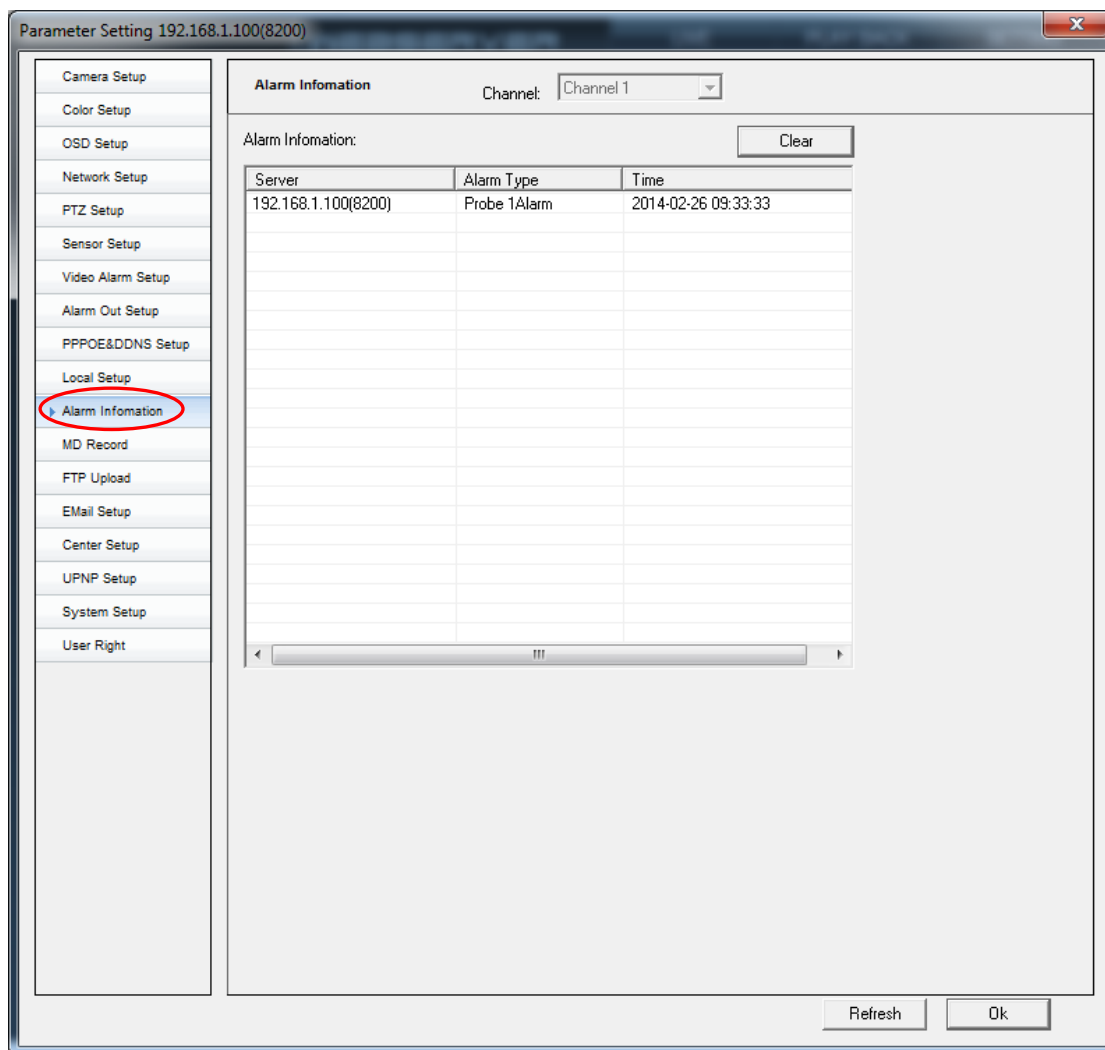 Parameter Setting 192.168.1.100(8200)
Camera Setup
Color Setup
OSD Setup
Network Setup
PTZ Setup
Sensor Setup
Video Alarm Setup
Alarm Out Setup
PPPOE&DDNS Setup
Local Setup
Alarm Infomation
MD Record
FTP Upload
EMail Setup
Center Setup
UPNP Setup
System Setup
User Right
Alarm Infomation Channel: Channel 1
Alarm Infomation: Clear
Server Alarm Type Time
192.168.1.100(8200) Probe 1Alarm 2014-02-26 09:33:33
Refresh Ok